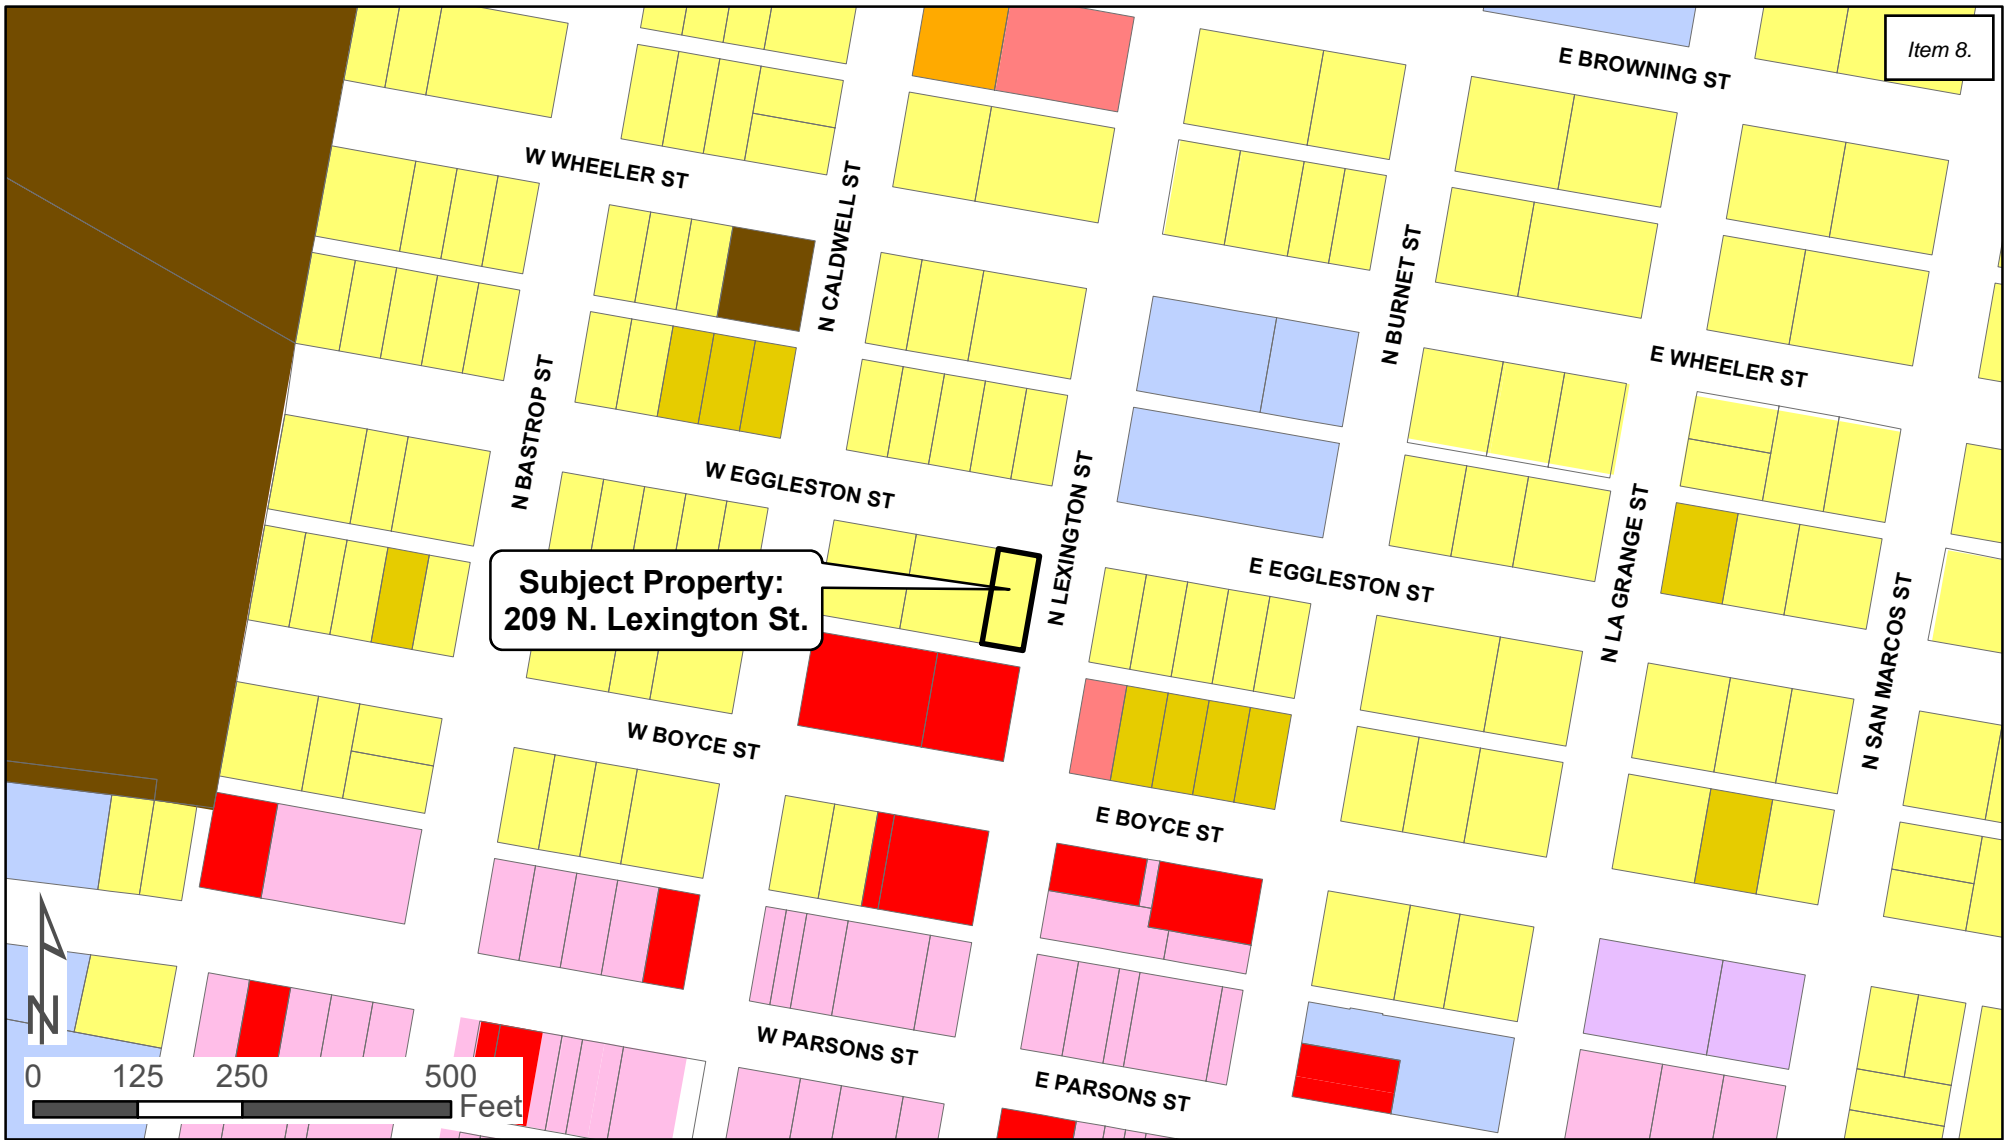 Item 8.
E BROWNING ST
W WHEELER ST
N CALDWELL ST
N BURNET ST
E WHEELER ST
N BASTROP ST
W EGGLESTON ST
N LEXINGTON ST
N LA GRANGE ST
E EGGLESTON ST
Subject Property:
209 N. Lexington St.
N SAN MARCOS ST
W BOYCE ST
E BOYCE ST
N
W PARSONS ST
E PARSONS ST
0 125 250 500
Feet